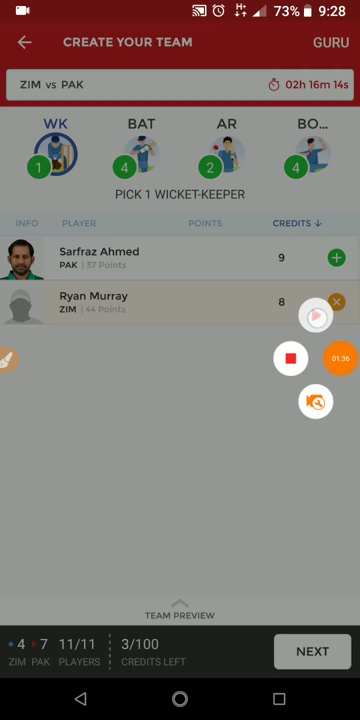 73% 9:28
CREATE YOUR TEAM GURU
ZIM vs PAK 02h 16m 14s
WK BAT AR BO...
1 4 2 4
PICK 1 WICKET-KEEPER
INFO PLAYER POINTS CREDITS ↓
Sarfraz Ahmed
PAK | 37 Points
9
Ryan Murray
ZIM | 44 Points
8
01:36
TEAM PREVIEW
4 7 11/11 3/100
ZIM PAK PLAYERS CREDITS LEFT
NEXT